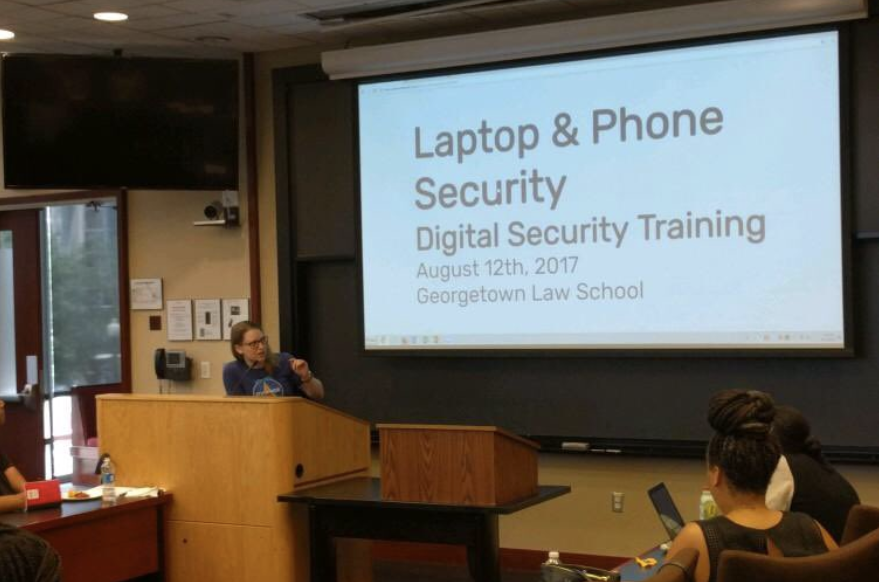 Laptop & Phone
Security
Digital Security Training
August 12th, 2017
Georgetown Law School